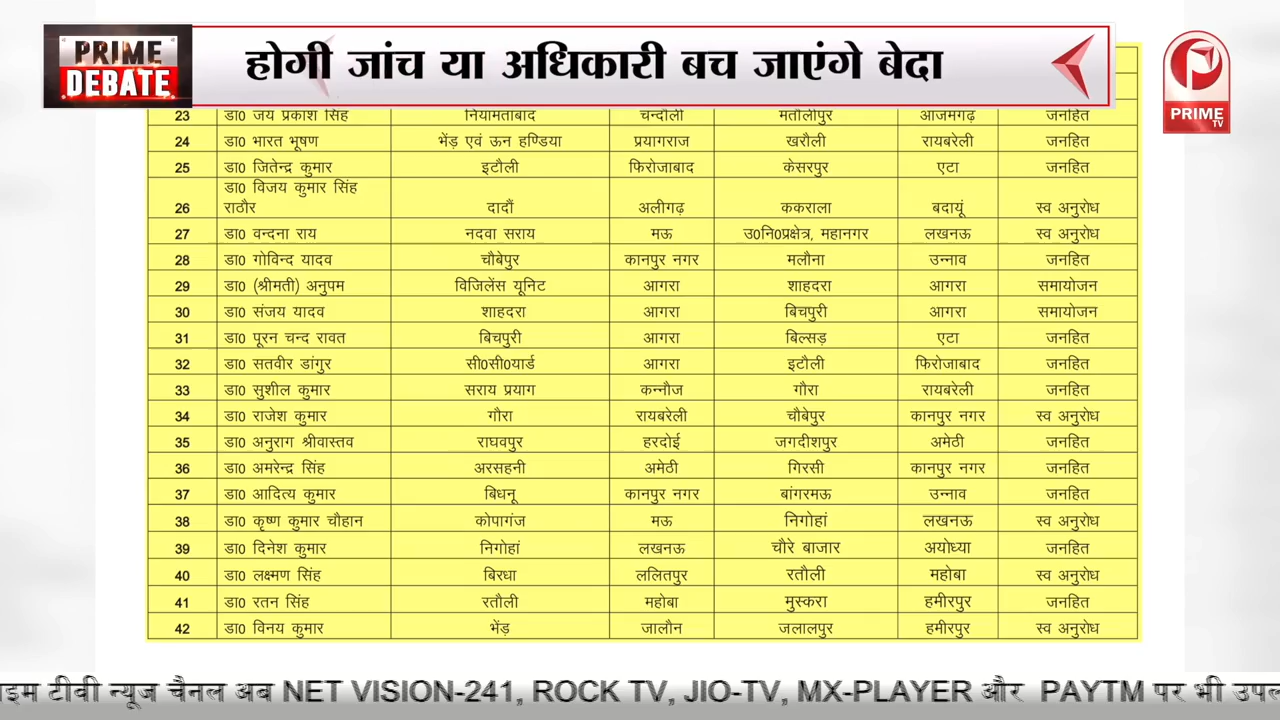 PRIME
DEBATE
होगी जांच या अधिकारी बच जाएंगे बेदा
PRIME
TV
23 डा0 जय प्रकाश सिंह नियामताबाद चन्दौली मतौलीपुर आजमगढ़ जनहित
24 डा0 भारत भूषण भेंड़ एवं ऊन हण्डिया प्रयागराज खरौली रायबरेली जनहित
25 डा0 जितेन्द्र कुमार इटौली फिरोजाबाद केसरपुर एटा जनहित
डा0 विजय कुमार सिंह
26 राठौर दादौं अलीगढ़ ककराला बदायूं स्व अनुरोध
27 डा0 वन्दना राय नदवा सराय मऊ उ0नि0प्रक्षेत्र, महानगर लखनऊ स्व अनुरोध
28 डा0 गोविन्द यादव चौबेपुर कानपुर नगर मलौना उन्नाव जनहित
29 डा0 (श्रीमती) अनुपम विजिलेंस यूनिट आगरा शाहदरा आगरा समायोजन
30 डा0 संजय यादव शाहदरा आगरा बिचपुरी आगरा समायोजन
31 डा0 पूरन चन्द रावत बिचपुरी आगरा बिल्सड़ एटा जनहित
32 डा0 सतवीर डांगुर सी0सी0यार्ड आगरा इटौली फिरोजाबाद जनहित
33 डा0 सुशील कुमार सराय प्रयाग कन्नौज गौरा रायबरेली जनहित
34 डा0 राजेश कुमार गौरा रायबरेली चौबेपुर कानपुर नगर स्व अनुरोध
35 डा0 अनुराग श्रीवास्तव राघवपुर हरदोई जगदीशपुर अमेठी जनहित
36 डा0 अमरेन्द्र सिंह अरसहनी अमेठी गिरसी कानपुर नगर जनहित
37 डा0 आदित्य कुमार बिधनू कानपुर नगर बांगरमऊ उन्नाव जनहित
38 डा0 कृष्ण कुमार चौहान कोपागंज मऊ निगोहां लखनऊ स्व अनुरोध
39 डा0 दिनेश कुमार निगोहां लखनऊ चौरे बाजार अयोध्या जनहित
40 डा0 लक्ष्मण सिंह बिरधा ललितपुर रतौली महोबा स्व अनुरोध
41 डा0 रतन सिंह रतौली महोबा मुस्करा हमीरपुर जनहित
42 डा0 विनय कुमार भेंड़ जालौन जलालपुर हमीरपुर स्व अनुरोध
इम टीवी न्यूज चैनल अब NET VISION-241,, ROCK TV, JIO-TV, MX-PLAYER और PAYTM पर भी उपल